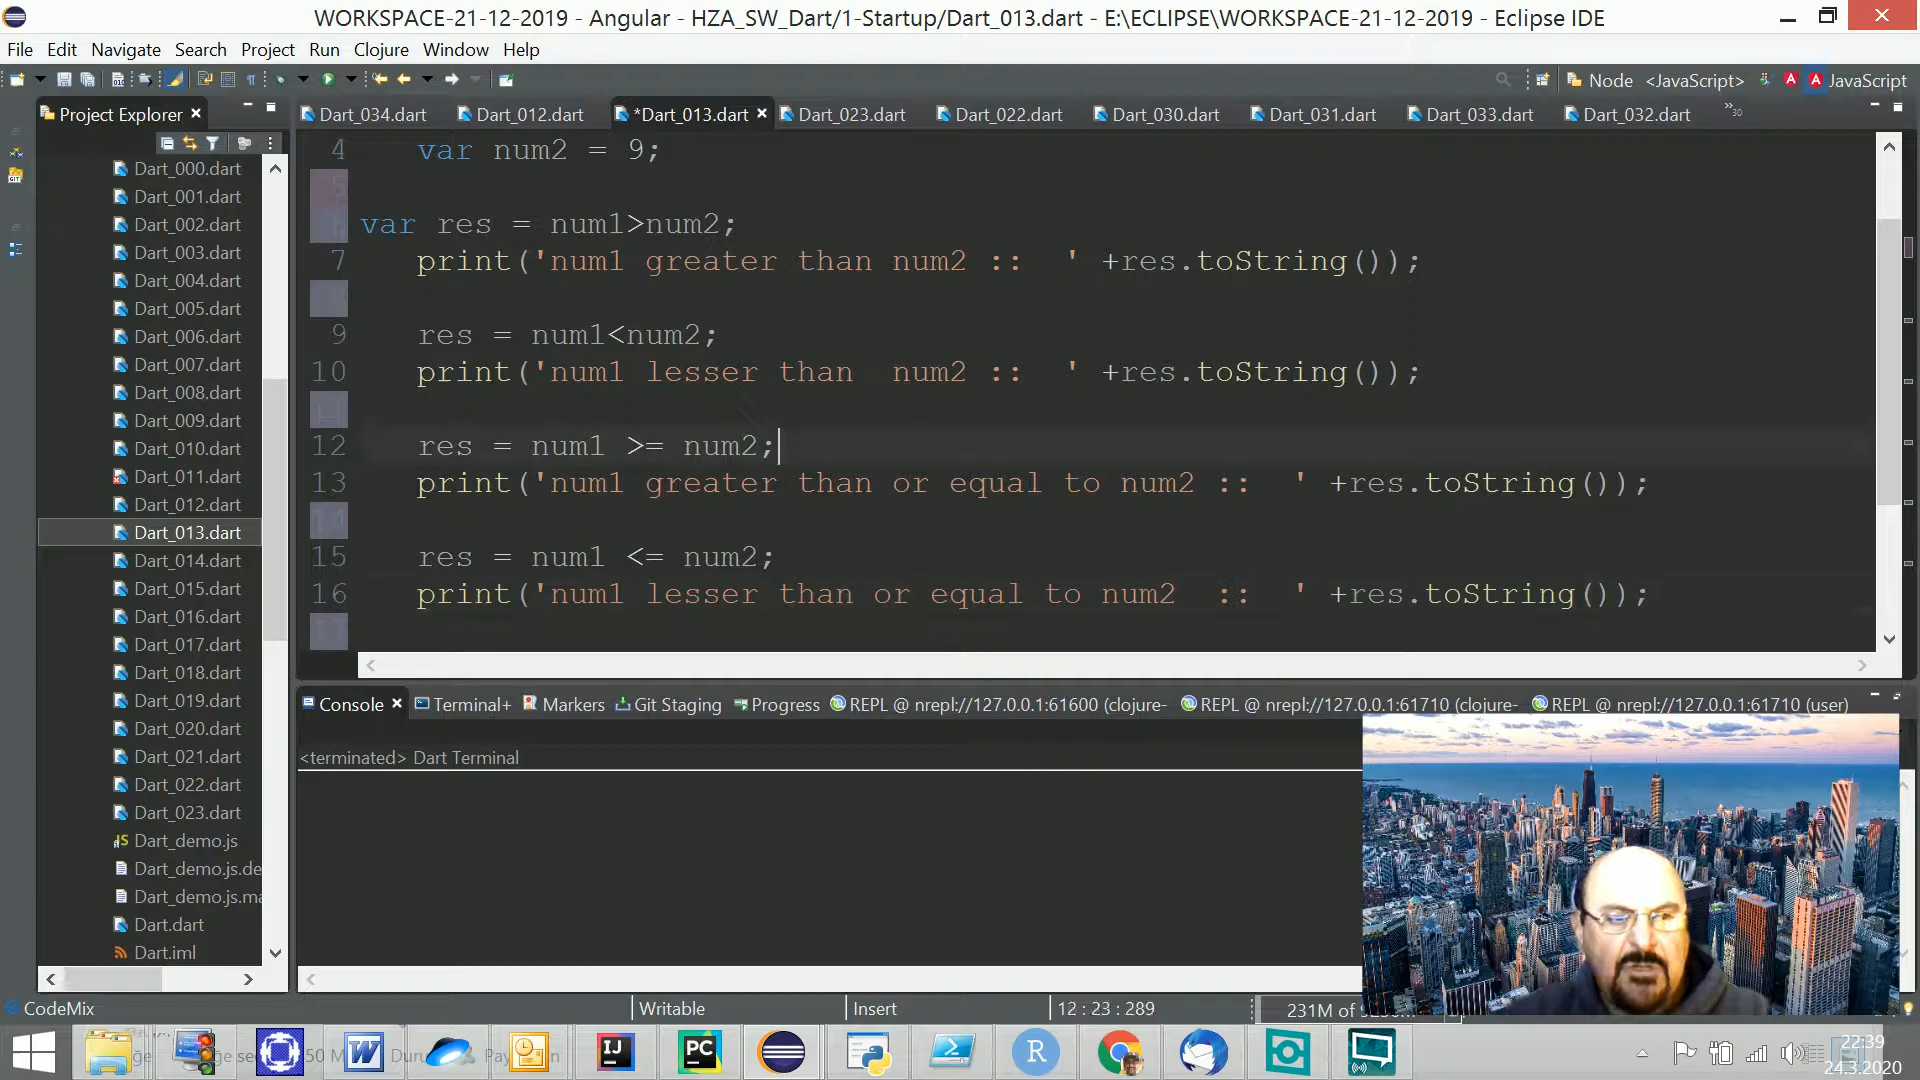 WORKSPACE-21-12-2019 - Angular - HZA_SW_Dart/1-Startup/Dart_013.dart - E:\ECLIPSE\WORKSPACE-21-12-2019 - Eclipse IDE
File Edit Navigate Search Project Run Clojure Window Help
Node <JavaScript> JavaScript
Project Explorer
Dart_034.dart Dart_012.dart *Dart_013.dart Dart_023.dart Dart_022.dart Dart_030.dart Dart_031.dart Dart_033.dart Dart_032.dart 30
Dart_000.dart
Dart_001.dart
Dart_002.dart
Dart_003.dart
Dart_004.dart
Dart_005.dart
Dart_006.dart
Dart_007.dart
Dart_008.dart
Dart_009.dart
Dart_010.dart
Dart_011.dart
Dart_012.dart
Dart_013.dart
Dart_014.dart
Dart_015.dart
Dart_016.dart
Dart_017.dart
Dart_018.dart
Dart_019.dart
Dart_020.dart
Dart_021.dart
Dart_022.dart
Dart_023.dart
Dart_demo.js
Dart_demo.js.de
Dart_demo.js.ma
Dart.dart
Dart.iml
4 var num2 = 9;
var res = num1>num2;
7 print('num1 greater than num2 :: ' +res.toString());
9 res = num1<num2;
10 print('num1 lesser than num2 :: ' +res.toString());
12 res = num1 >= num2;
13 print('num1 greater than or equal to num2 :: ' +res.toString());
15 res = num1 <= num2;
16 print('num1 lesser than or equal to num2 :: ' +res.toString());
Console Terminal+ Markers Git Staging Progress REPL @ nrepl://127.0.0.1:61600 (clojure- REPL @ nrepl://127.0.0.1:61710 (clojure- REPL @ nrepl://127.0.0.1:61710 (user)
<terminated> Dart Terminal
CodeMix Writable Insert 12 : 23 : 289 231M of
22:39
24.3.2020